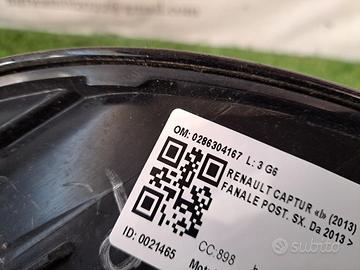 OM: 0286304167 L: 3 G6
RENAULT CAPTUR «I» (2013)
FANALE POST. SX. Da 2013 >
CC: 898
ID: 0021465
subito